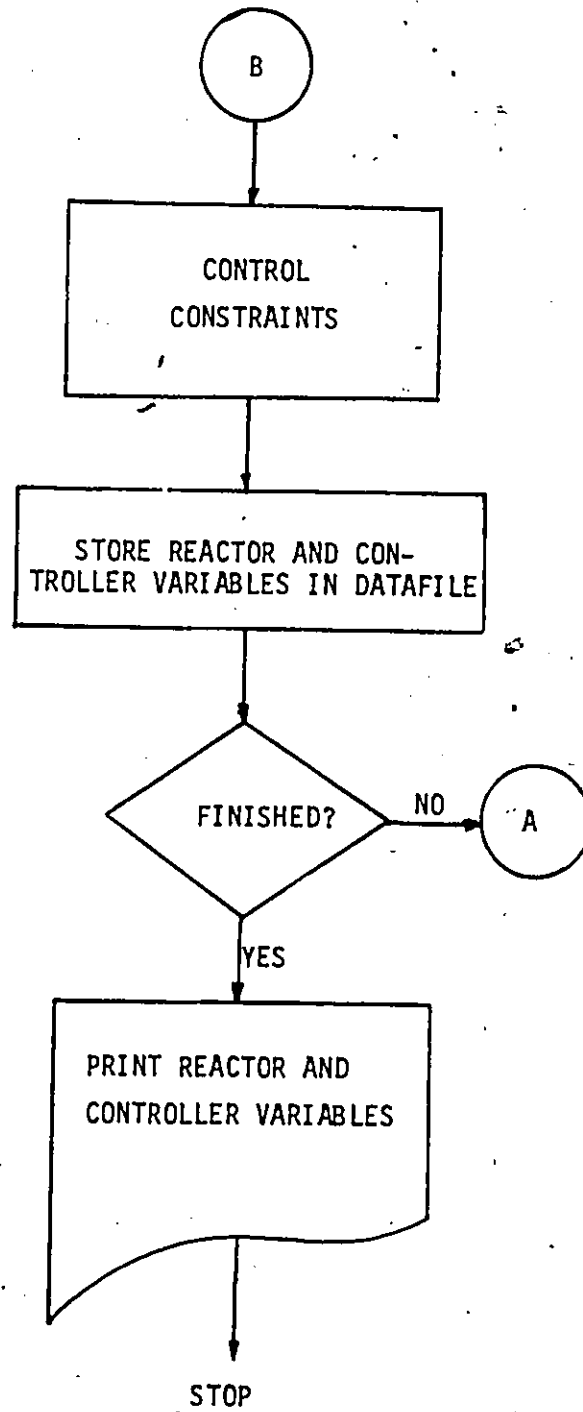 B
CONTROL
CONSTRAINTS
STORE REACTOR AND CON-
TROLLER VARIABLES IN DATAFILE
FINISHED?
NO
A
YES
PRINT REACTOR AND
CONTROLLER VARIABLES
STOP